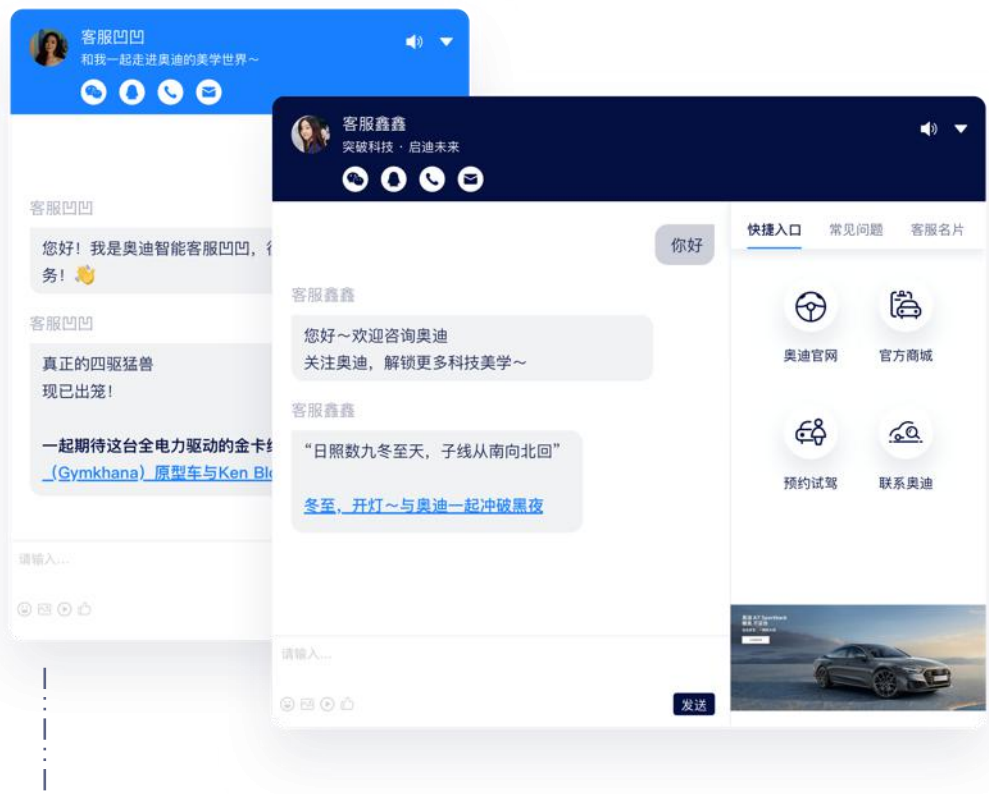 客服凹凹
和我一起走进奥迪的美学世界～
客服凹凹
您好！我是奥迪智能客服凹凹，
务！👋
客服凹凹
真正的四驱猛兽
现已出笼！
一起期待这台全电力驱动的金卡
（Gymkhana）原型车与Ken Bl
请输入...
客服鑫鑫
突破科技 · 启迪未来
你好
客服鑫鑫
您好～欢迎咨询奥迪
关注奥迪，解锁更多科技美学～
客服鑫鑫
“日照数九冬至天，子线从南向北回”
冬至，开灯～与奥迪一起冲破黑夜
请输入...
发送
快捷入口 常见问题 客服名片
奥迪官网 官方商城
预约试驾 联系奥迪
奥迪 A7 Sportback